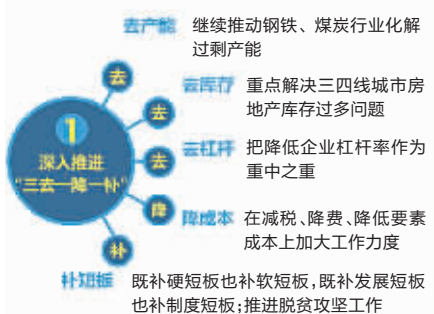 去产能
继续推动钢铁、煤炭行业化解
过剩产能
去
去库存
重点解决三四线城市房
地产库存过多问题
去
1
深入推进
“三去一降一补”
去
去杠杆
把降低企业杠杆率作为
重中之重
降
降成本
在减税、降费、降低要素
成本上加大工作力度
补
补短板
既补硬短板也补软短板,既补发展短板
也补制度短板;推进脱贫攻坚工作